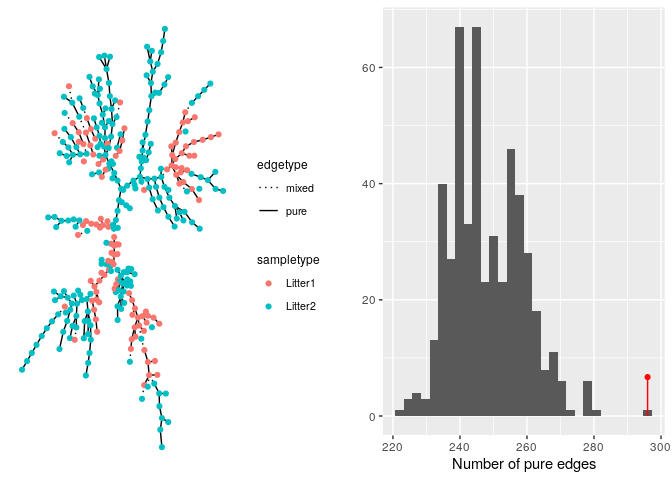 edgetype
mixed
pure
sampletype
Litter1
Litter2
60
40
20
0
220 240 260 280 300
Number of pure edges